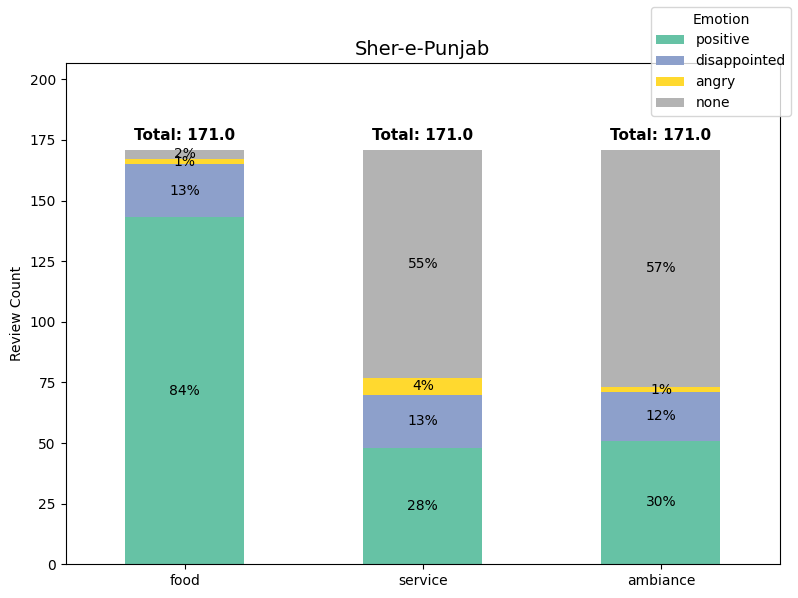 Sher-e-Punjab
Emotion
positive
disappointed
angry
none
Review Count
200
175
150
125
100
75
50
25
0
Total: 171.0
Total: 171.0
Total: 171.0
2%
1%
13%
84%
55%
4%
13%
28%
57%
1%
12%
30%
food
service
ambiance